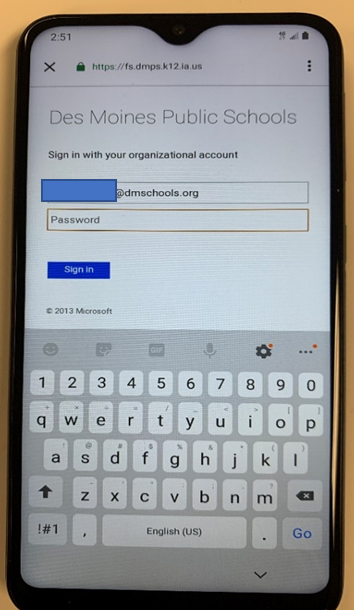 2:51
https://fs.dmps.k12.ia.us
Des Moines Public Schools
Sign in with your organizational account
@dmschools.org
Password
Sign in
© 2013 Microsoft
GIF
1 2 3 4 5 6 7 8 9 0
q w e r t y u i o p
a s d f g h j k l
z x c v b n m
!#1 , English (US) . Go